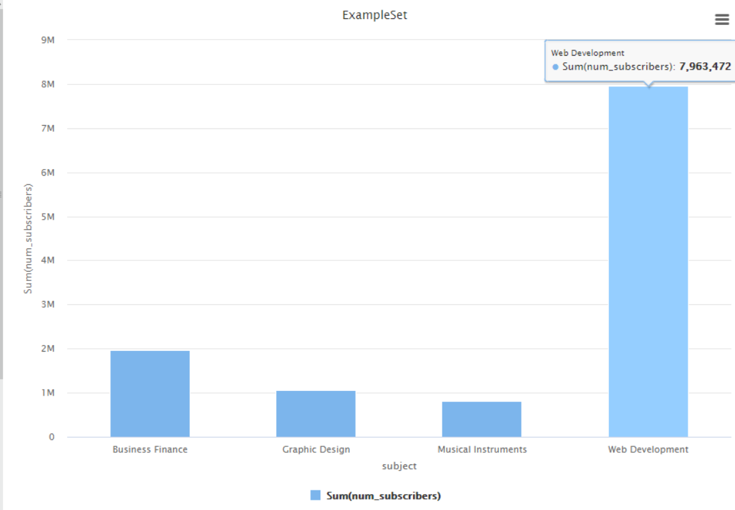 ExampleSet
Web Development
Sum(num_subscribers): 7,963,472
9M
8M
7M
6M
5M
4M
3M
2M
1M
0
Sum(num_subscribers)
Business Finance
Graphic Design
Musical Instruments
Web Development
subject
Sum(num_subscribers)